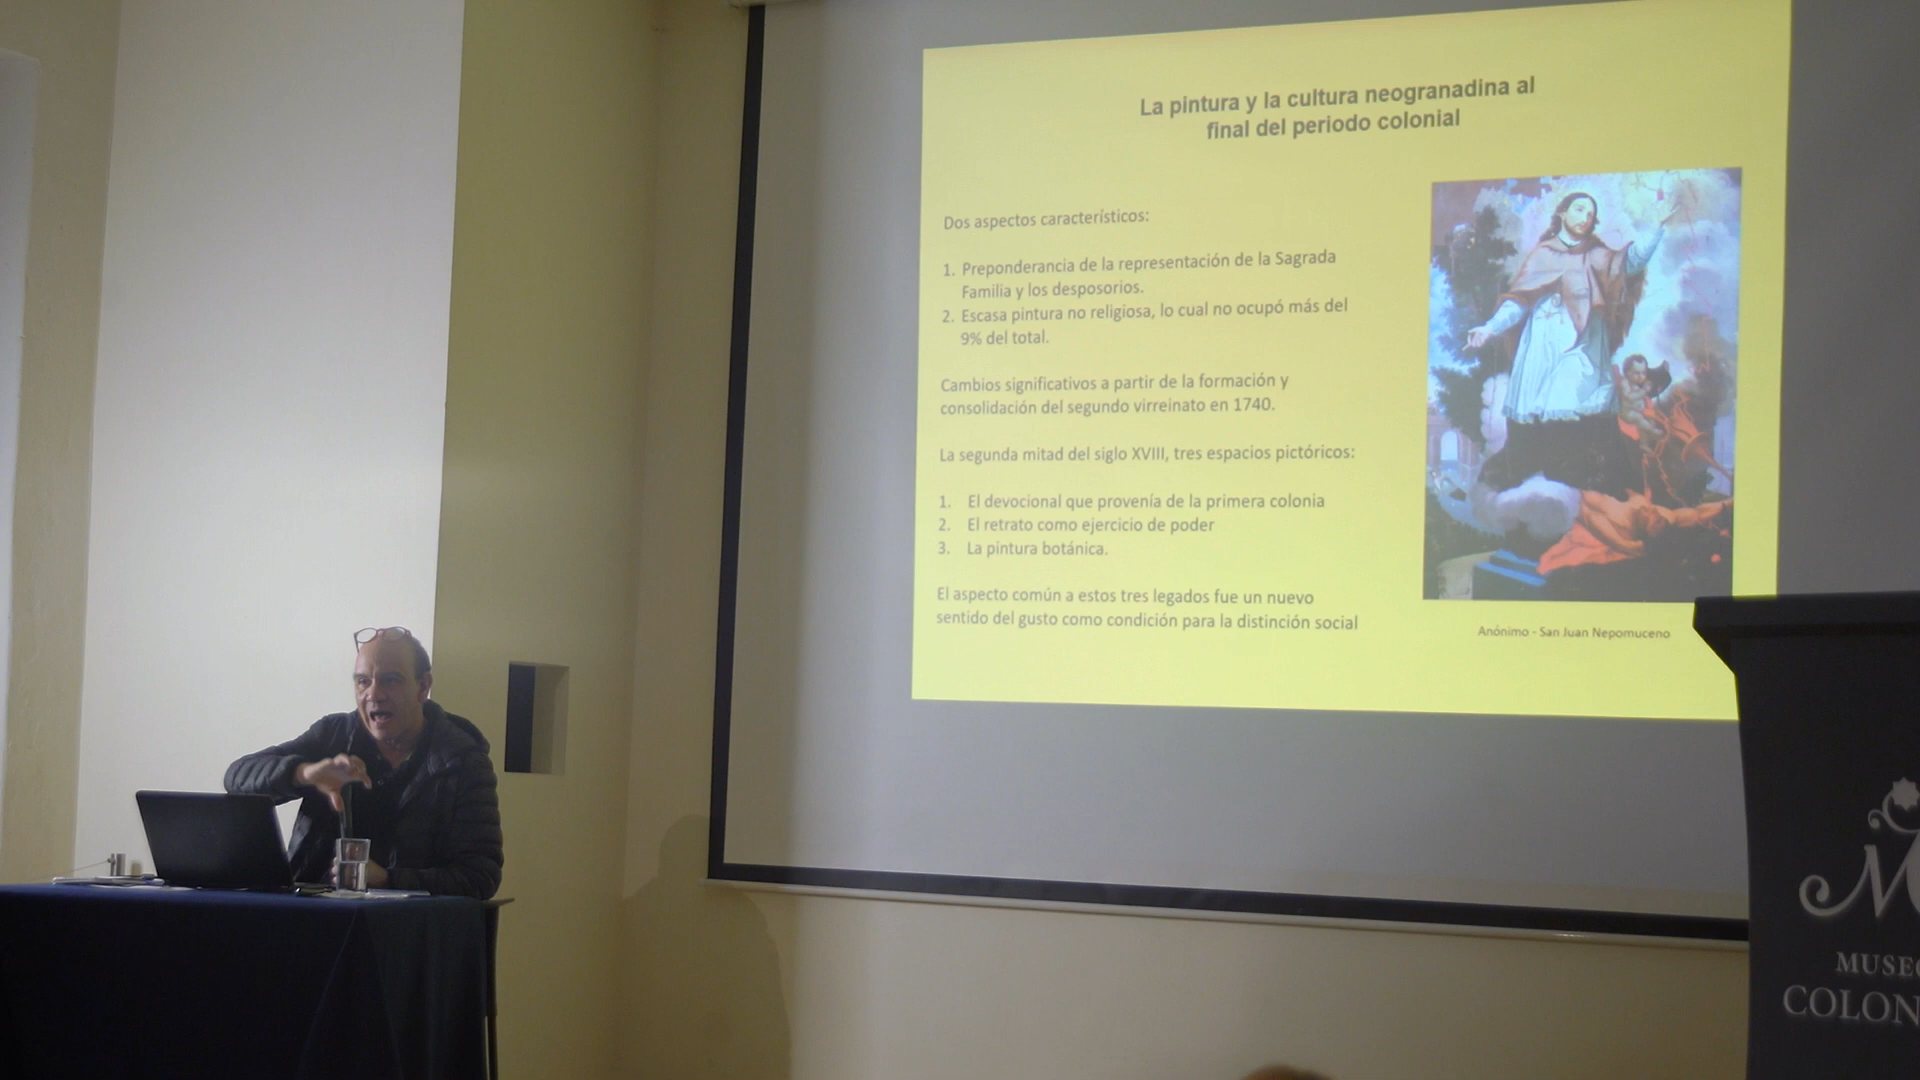 La pintura y la cultura neogranadina al
final del periodo colonial
Dos aspectos característicos:
1. Preponderancia de la representación de la Sagrada
Familia y los desposorios.
2. Escasa pintura no religiosa, lo cual no ocupó más del
9% del total.
Cambios significativos a partir de la formación y
consolidación del segundo virreinato en 1740.
La segunda mitad del siglo XVIII, tres espacios pictóricos:
1. El devocional que provenía de la primera colonia
2. El retrato como ejercicio de poder
3. La pintura botánica.
El aspecto común a estos tres legados fue un nuevo
sentido del gusto como condición para la distinción social
Anónimo - San Juan Nepomuceno
M
MUSEO
COLON